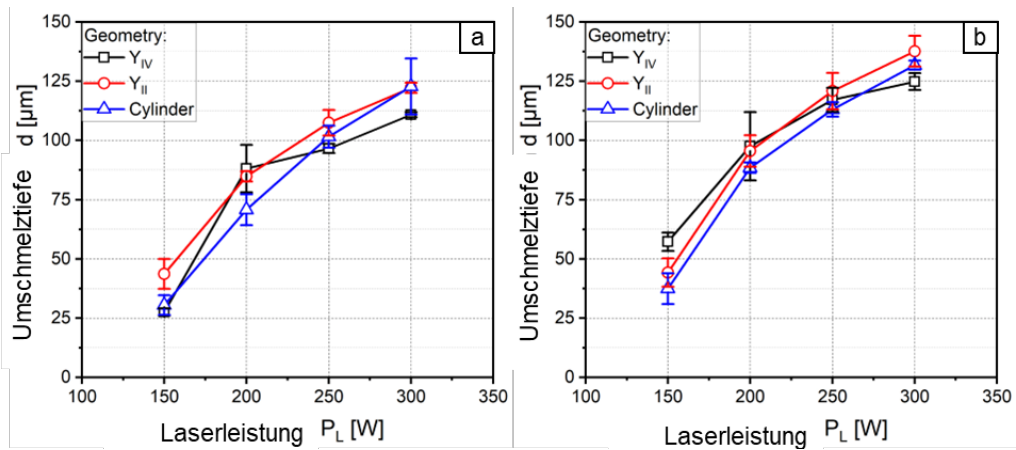 Geometry:
Y_IV
Y_II
Cylinder
a
150
125
100
75
50
25
0
Umschmelztiefe d [µm]
100 150 200 250 300 350
Laserleistung P_L [W]
Geometry:
Y_IV
Y_II
Cylinder
b
150
125
100
75
50
25
0
Umschmelztiefe d [µm]
100 150 200 250 300 350
Laserleistung P_L [W]